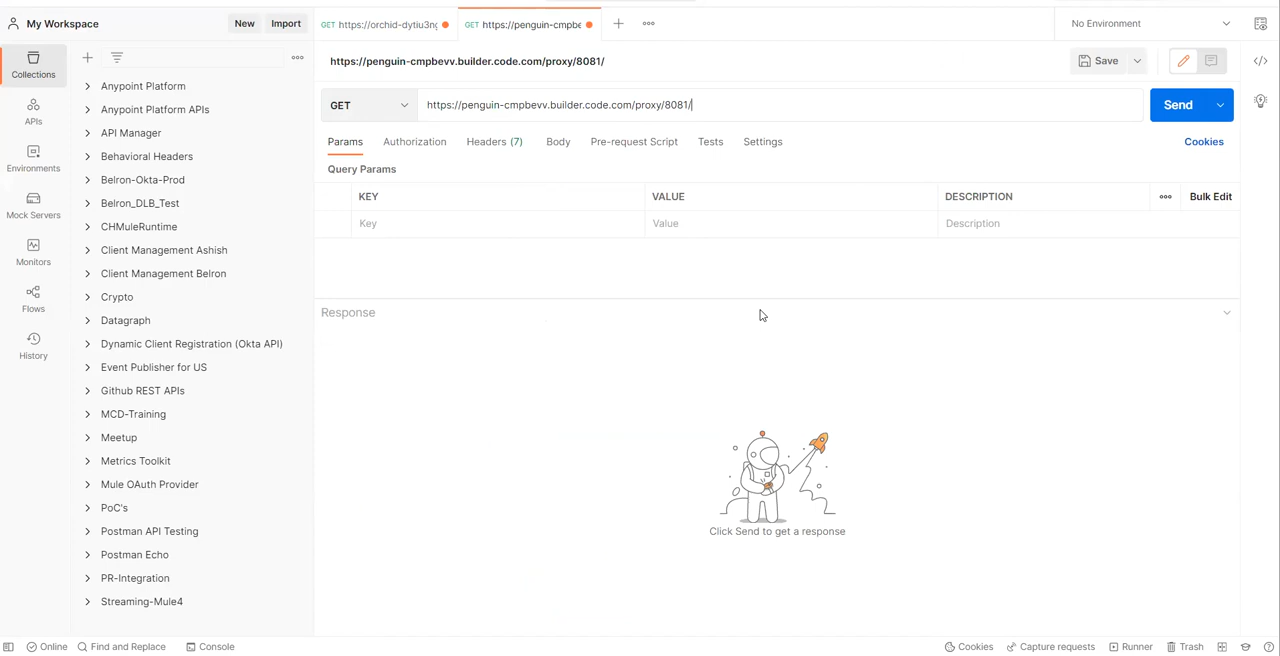 My Workspace
New
Import
GET https://orchid-dytiu3n
GET https://penguin-cmpbe
No Environment
https://penguin-cmpbevv.builder.code.com/proxy/8081/
Save
GET
https://penguin-cmpbevv.builder.code.com/proxy/8081/
Send
Params
Authorization
Headers (7)
Body
Pre-request Script
Tests
Settings
Cookies
Query Params
KEY
VALUE
DESCRIPTION
Bulk Edit
Key
Value
Description
Response
Click Send to get a response
Collections
APIs
Environments
Mock Servers
Monitors
Flows
History
Anypoint Platform
Anypoint Platform APIs
API Manager
Behavioral Headers
Belron-Okta-Prod
Belron_DLB_Test
CHMuleRuntime
Client Management Ashish
Client Management Belron
Crypto
Datagraph
Dynamic Client Registration (Okta API)
Event Publisher for US
Github REST APIs
MCD-Training
Meetup
Metrics Toolkit
Mule OAuth Provider
PoC's
Postman API Testing
Postman Echo
PR-Integration
Streaming-Mule4
Online
Find and Replace
Console
Cookies
Capture requests
Runner
Trash